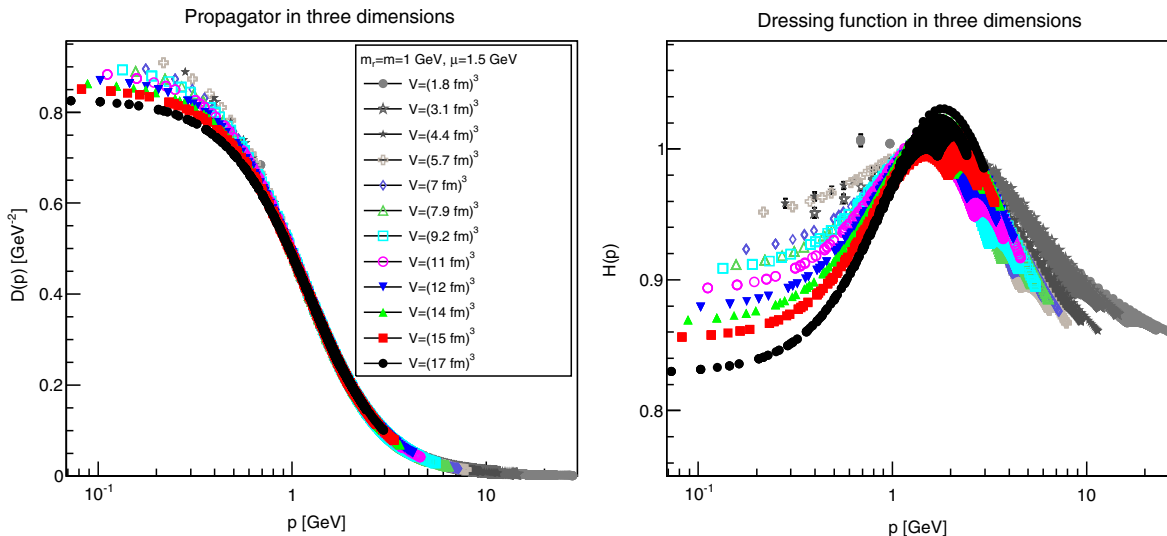 Propagator in three dimensions
D(p) [GeV⁻²]
0.8
0.6
0.4
0.2
0
10⁻¹
1
10
p [GeV]
mᵣ=m=1 GeV, μ=1.5 GeV
V=(1.8 fm)³
V=(3.1 fm)³
V=(4.4 fm)³
V=(5.7 fm)³
V=(7 fm)³
V=(7.9 fm)³
V=(9.2 fm)³
V=(11 fm)³
V=(12 fm)³
V=(14 fm)³
V=(15 fm)³
V=(17 fm)³
Dressing function in three dimensions
H(p)
1
0.9
0.8
10⁻¹
1
10
p [GeV]